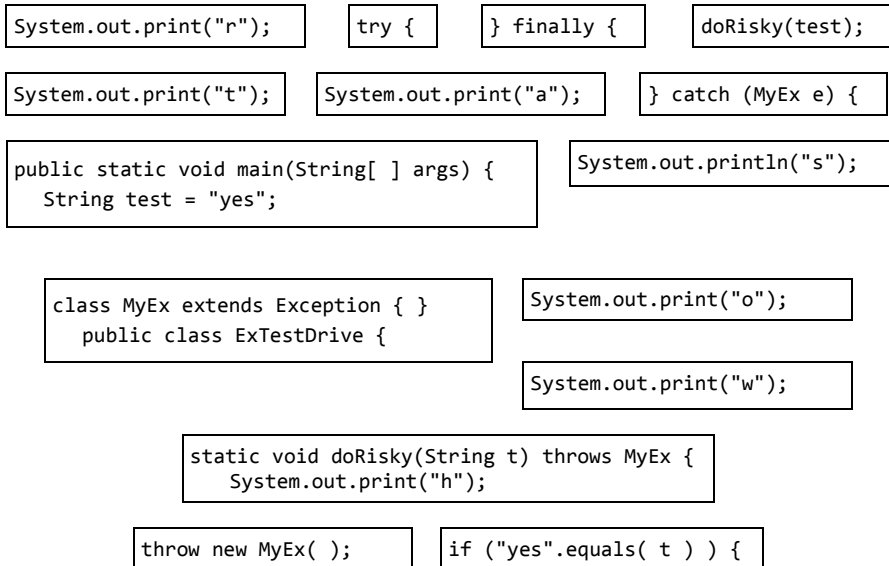 System.out.print("r");
try {
} finally {
doRisky(test);
System.out.print("t");
System.out.print("a");
} catch (MyEx e) {
public static void main(String[ ] args) {
String test = "yes";
System.out.println("s");
class MyEx extends Exception { }
public class ExTestDrive {
System.out.print("o");
System.out.print("w");
static void doRisky(String t) throws MyEx {
System.out.print("h");
throw new MyEx( );
if ("yes".equals( t ) ) {